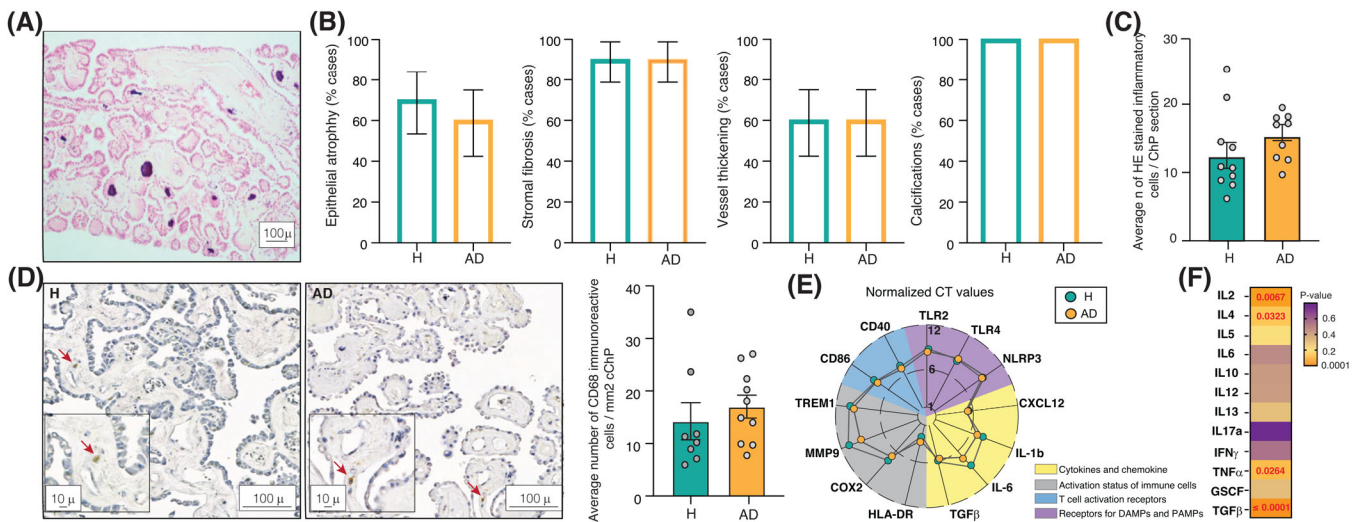 (A)
100µ
(B)
Epithelial atrophhy (% cases)
100
80
60
40
20
0
H
AD
Stromal fibrosis (% cases)
100
80
60
40
20
0
H
AD
Vessel thickening (% cases)
100
80
60
40
20
0
H
AD
Calcifications (% cases)
100
80
60
40
20
0
H
AD
(C)
Average n of HE stained inflamatory
cells / ChP section
30
20
10
0
H
AD
(D)
H
10 µ
100 µ
AD
10 µ
100 µ
Average number of CD68 immunoreactive
cells / mm2 cChP
40
30
20
10
0
H
AD
(E)
Normalized CT values
H
AD
TLR2
TLR4
NLRP3
CXCL12
IL-1b
IL-6
TGFβ
HLA-DR
COX2
MMP9
TREM1
CD86
CD40
12
6
1
Cytokines and chemokine
Activation status of immune cells
T cell activation receptors
Receptors for DAMPs and PAMPs
(F)
IL2
0.0067
IL4
0.0323
IL5
IL6
IL10
IL12
IL13
IL17a
IFNγ
TNFα
0.0264
GSCF
TGFβ
≤ 0.0001
P-value
0.6
0.4
0.2
0.0001